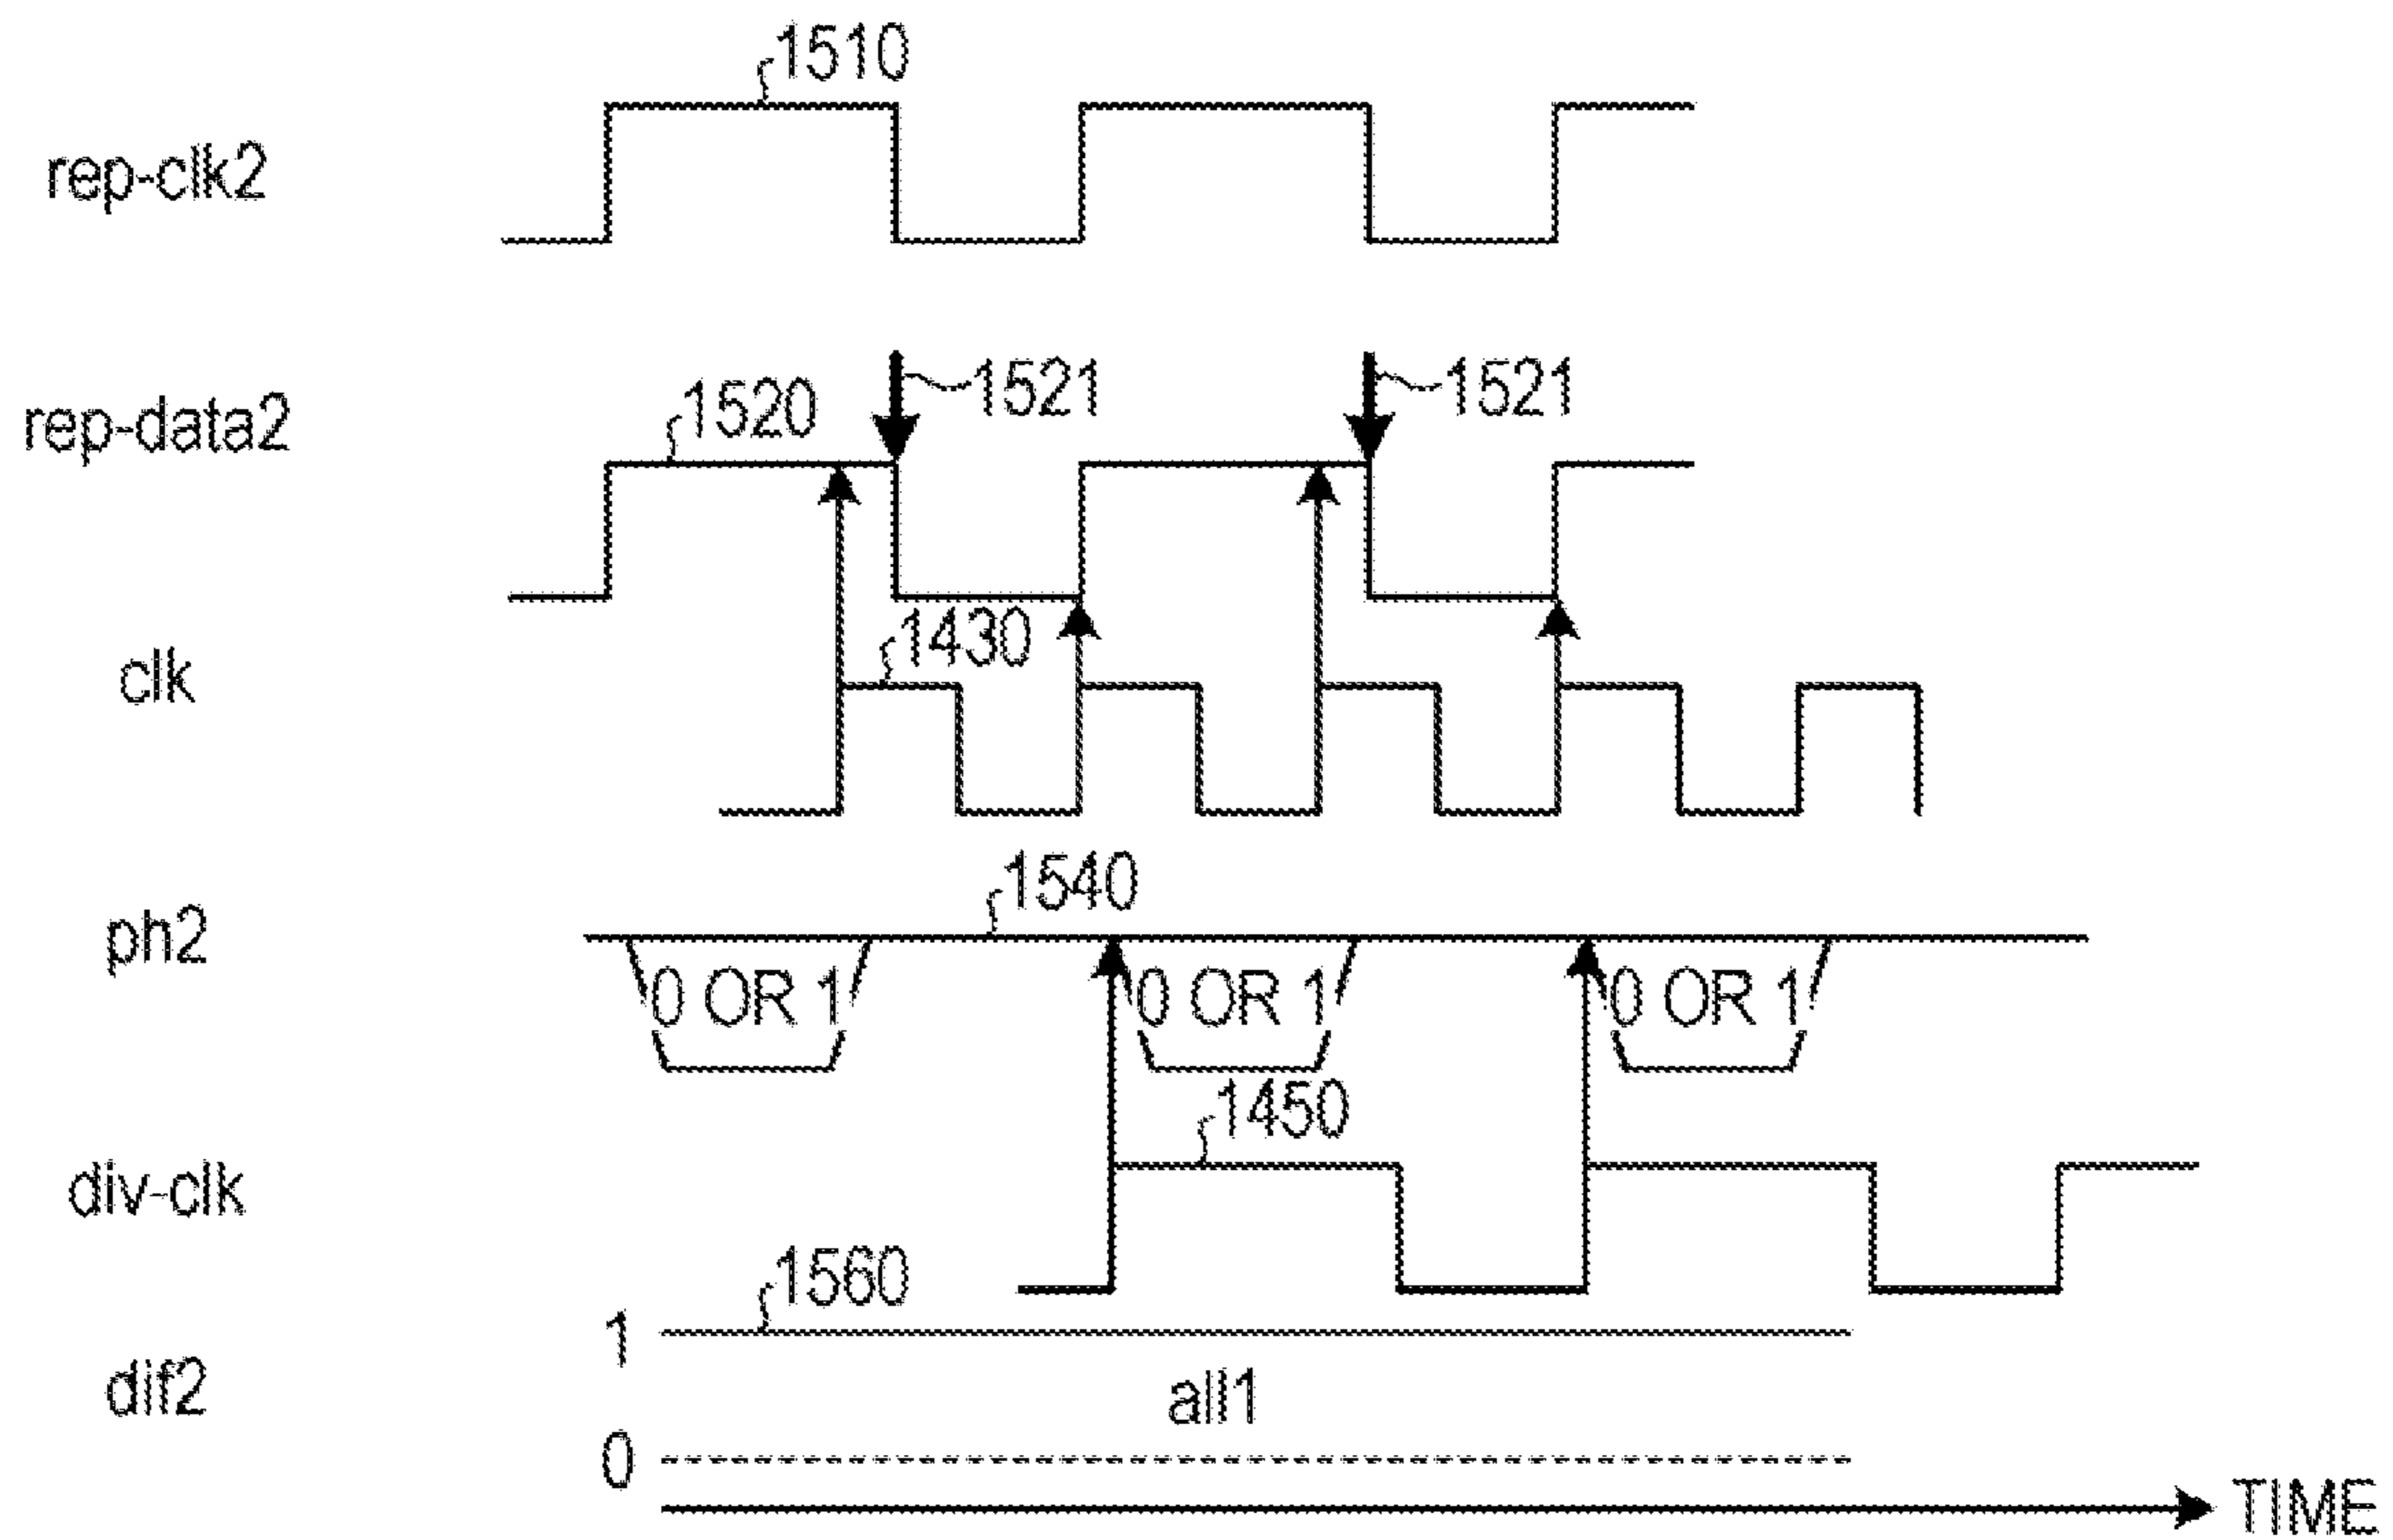 1510
rep-clk2
1521
1521
1520
rep-data2
1430
clk
1540
ph2
0 OR 1
0 OR 1
0 OR 1
1450
div-clk
1560
1
dif2
all1
0
TIME